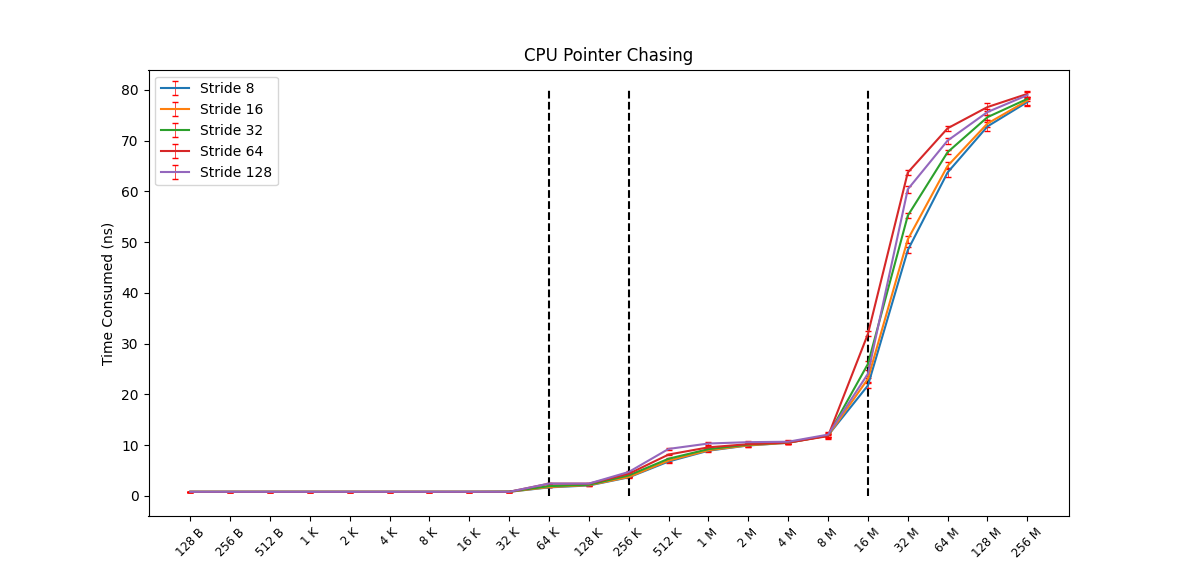 CPU Pointer Chasing
Stride 8
Stride 16
Stride 32
Stride 64
Stride 128
Time Consumed (ns)
80
70
60
50
40
30
20
10
0
128 B
256 B
512 B
1 K
2 K
4 K
8 K
16 K
32 K
64 K
128 K
256 K
512 K
1 M
2 M
4 M
8 M
16 M
32 M
64 M
128 M
256 M